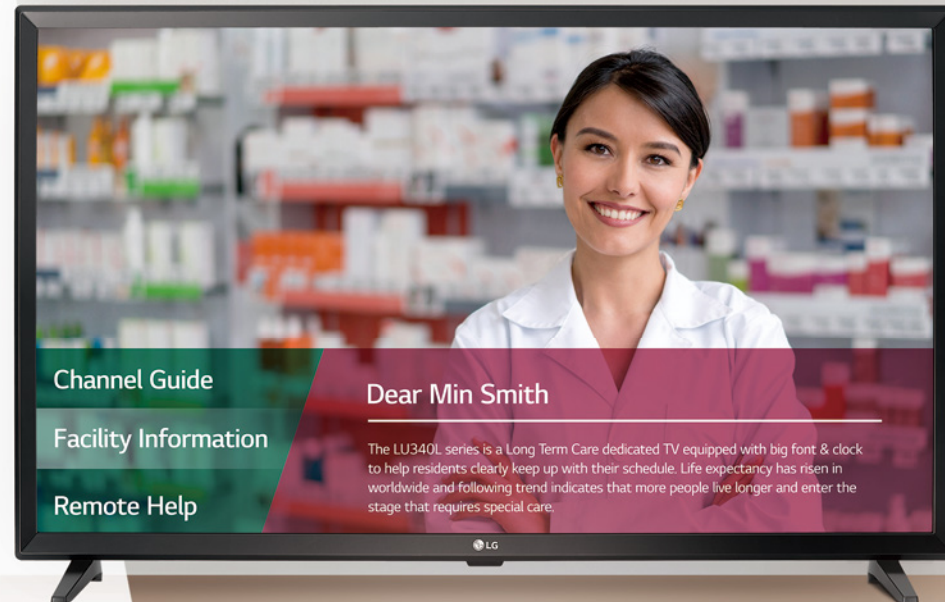 Channel Guide
Facility Information
Remote Help
Dear Min Smith
The LU340L series is a Long Term Care dedicated TV equipped with big font & clock
to help residents clearly keep up with their schedule. Life expectancy has risen in
worldwide and following trend indicates that more people live longer and enter the
stage that requires special care.
LG